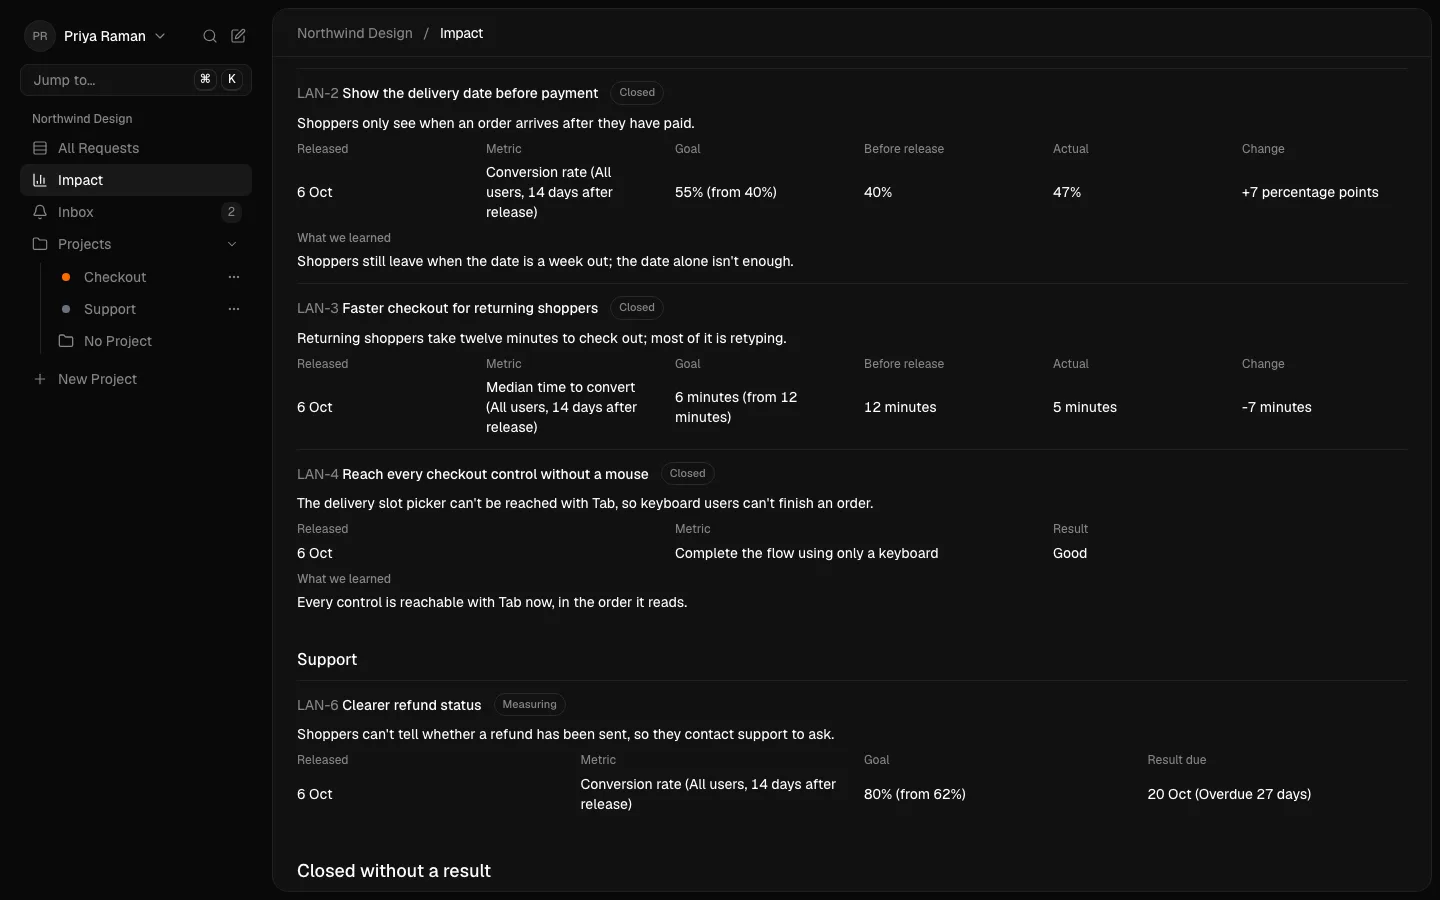 PR Priya Raman
Jump to... ⌘ K
Northwind Design
All Requests
Impact
Inbox 2
Projects
Checkout ...
Support ...
No Project
New Project
Northwind Design / Impact
LAN-2 Show the delivery date before payment Closed
Shoppers only see when an order arrives after they have paid.
Released Metric Goal Before release Actual Change
6 Oct Conversion rate (All users, 14 days after release) 55% (from 40%) 40% 47% +7 percentage points
What we learned
Shoppers still leave when the date is a week out; the date alone isn't enough.
LAN-3 Faster checkout for returning shoppers Closed
Returning shoppers take twelve minutes to check out; most of it is retyping.
Released Metric Goal Before release Actual Change
6 Oct Median time to convert (All users, 14 days after release) 6 minutes (from 12 minutes) 12 minutes 5 minutes -7 minutes
LAN-4 Reach every checkout control without a mouse Closed
The delivery slot picker can't be reached with Tab, so keyboard users can't finish an order.
Released Metric Result
6 Oct Complete the flow using only a keyboard Good
What we learned
Every control is reachable with Tab now, in the order it reads.
Support
LAN-6 Clearer refund status Measuring
Shoppers can't tell whether a refund has been sent, so they contact support to ask.
Released Metric Goal Result due
6 Oct Conversion rate (All users, 14 days after release) 80% (from 62%) 20 Oct (Overdue 27 days)
Closed without a result